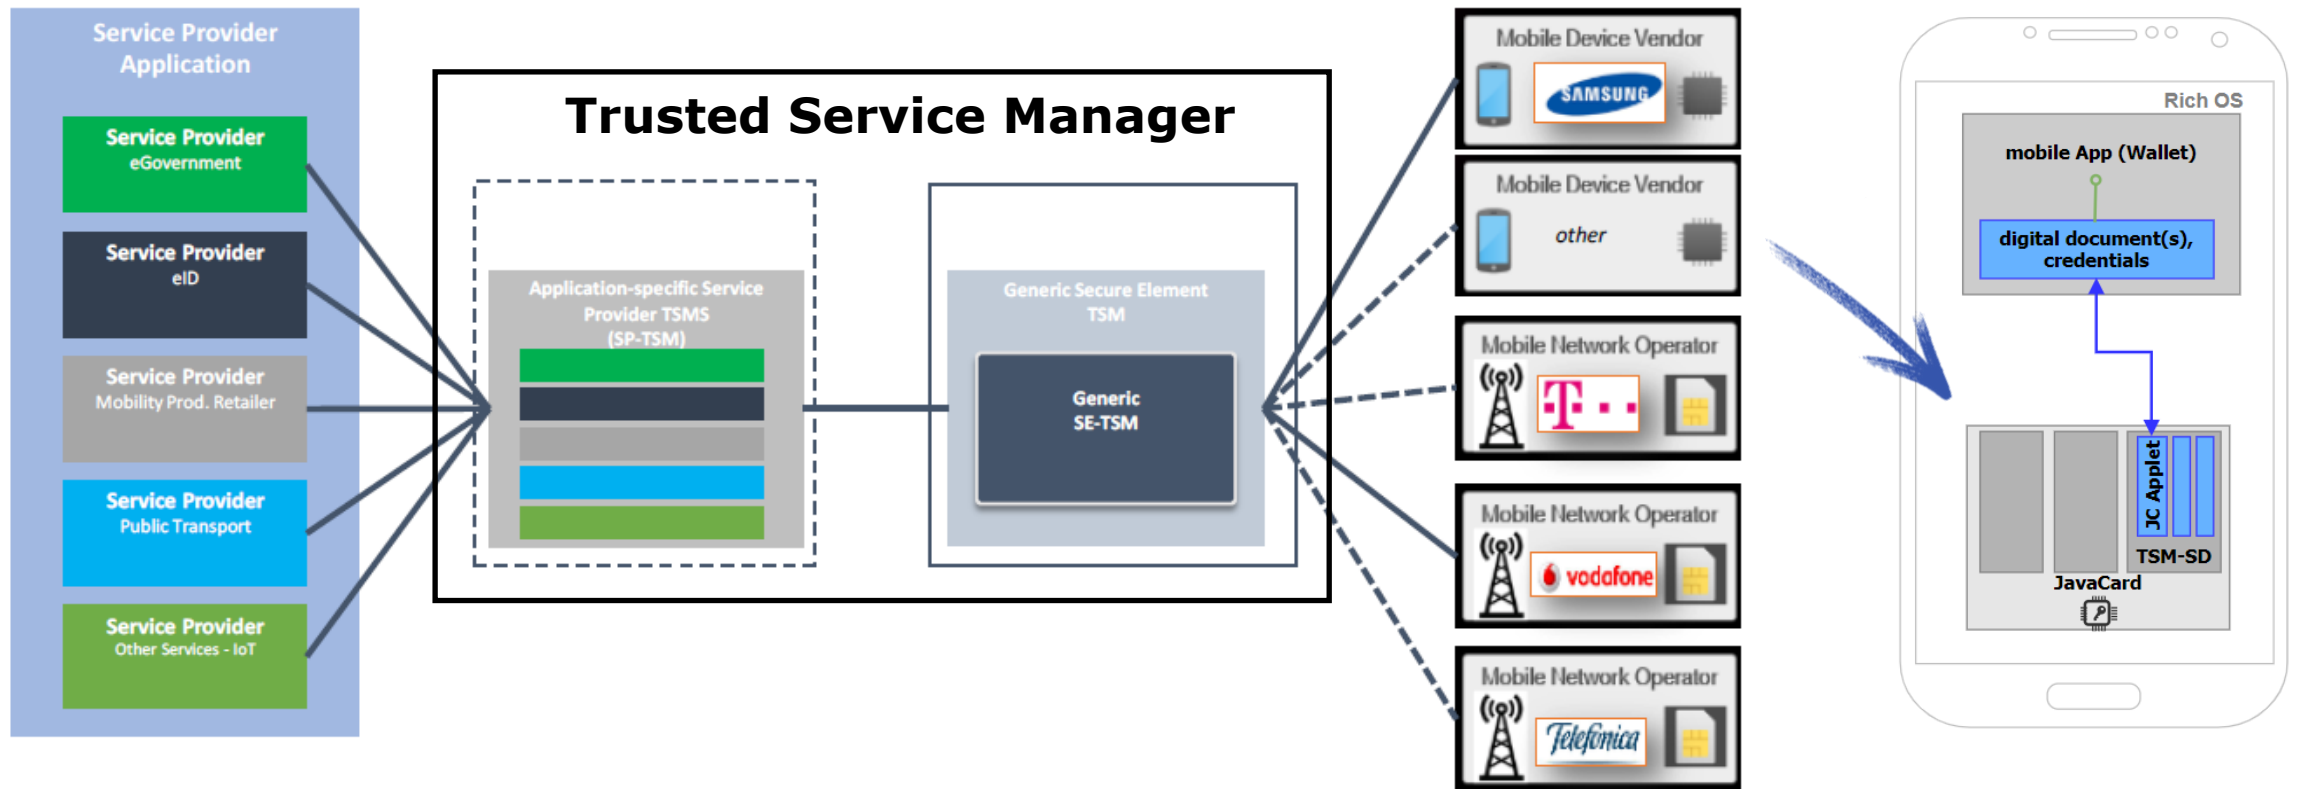 Service Provider
Application
Service Provider
eGovernment
Service Provider
eID
Service Provider
Mobility Prod. Retailer
Service Provider
Public Transport
Service Provider
Other Services - IoT
Trusted Service Manager
Application-specific Service
Provider TSMS
(SP-TSM)
Generic Secure Element
TSM
Generic
SE-TSM
Mobile Device Vendor
SAMSUNG
Mobile Device Vendor
other
Mobile Network Operator
T
Mobile Network Operator
vodafone
Mobile Network Operator
Telefónica
Rich OS
mobile App (Wallet)
digital document(s),
credentials
JC Applet
TSM-SD
JavaCard